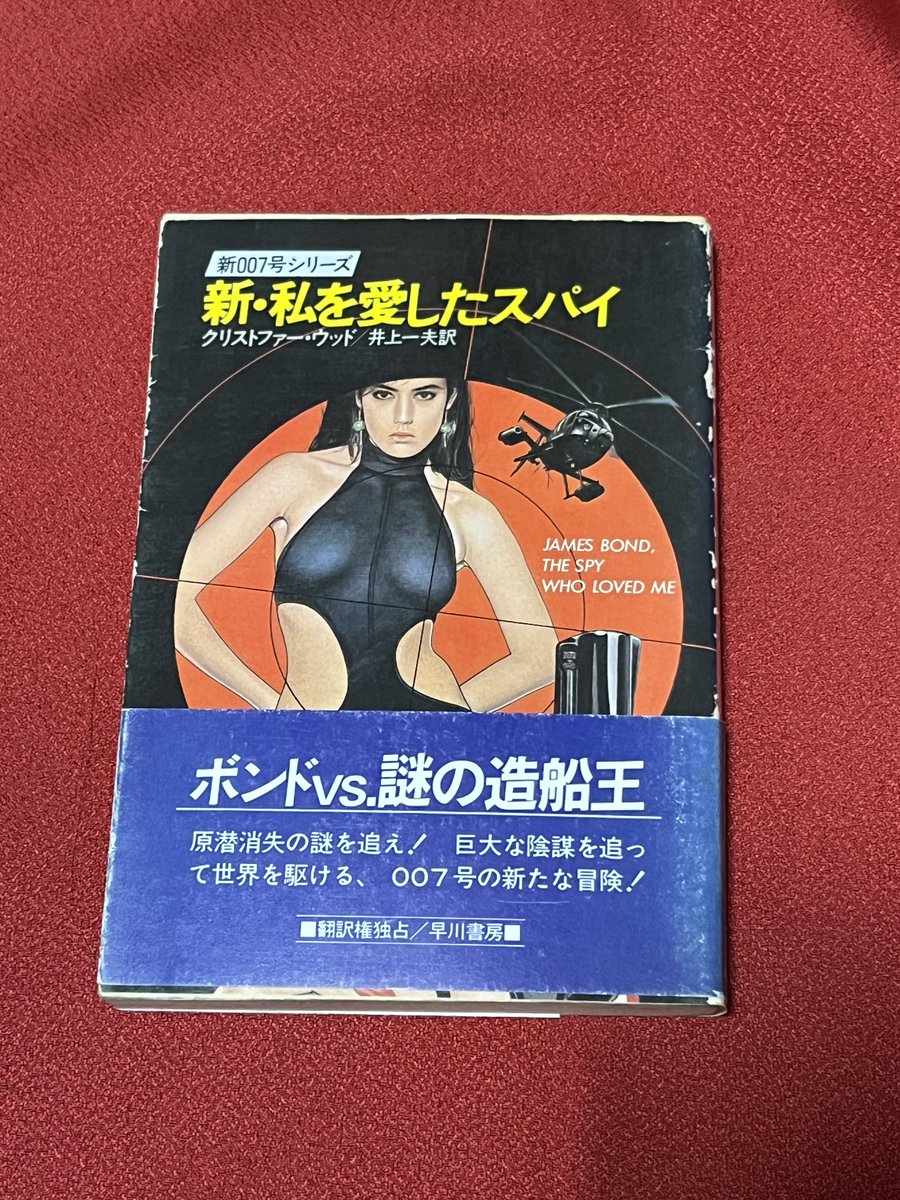 新007号シリーズ
新・私を愛したスパイ
クリストファー・ウッド／井上一夫訳
JAMES BOND,
THE SPY
WHO LOVED ME
ボンドvs.謎の造船王
原潜消失の謎を追え！　巨大な陰謀を追っ
て世界を駆ける、007号の新たな冒険！
■翻訳権独占／早川書房■